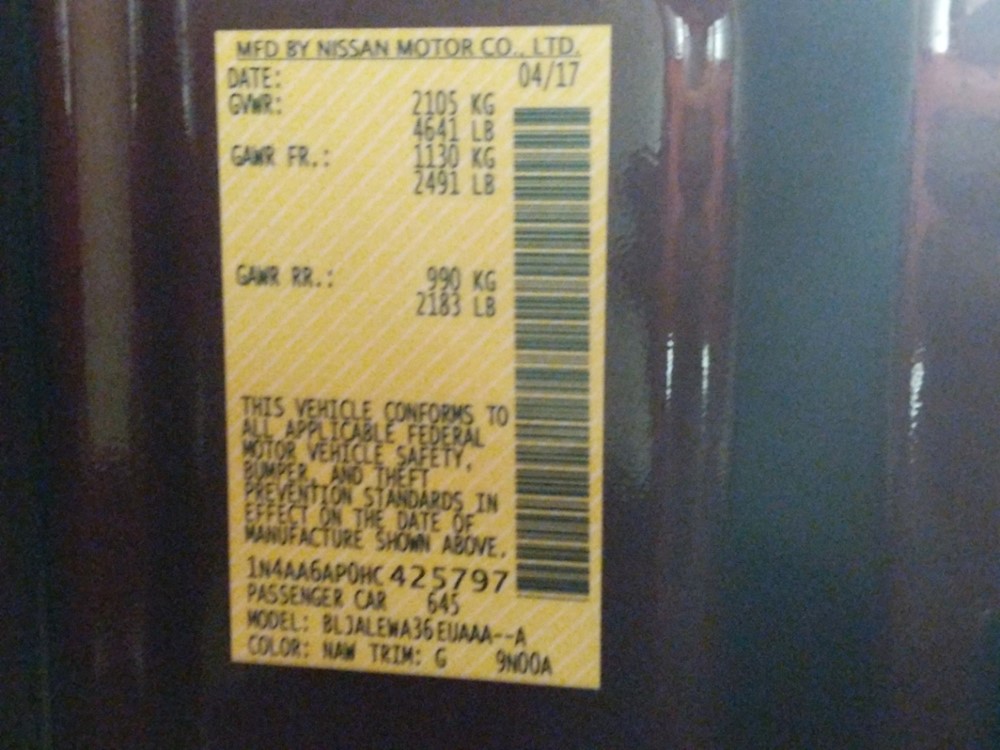 MFD BY NISSAN MOTOR CO., LTD.
DATE: 04/17
GVWR: 2105 KG
4641 LB
GAWR FR.: 1130 KG
2491 LB
GAWR RR.: 990 KG
2183 LB
THIS VEHICLE CONFORMS TO
ALL APPLICABLE FEDERAL
MOTOR VEHICLE SAFETY,
BUMPER, AND THEFT
PREVENTION STANDARDS IN
EFFECT ON THE DATE OF
MANUFACTURE SHOWN ABOVE.
1N4AA6AP0HC425797
PASSENGER CAR 645
MODEL: BLJALEWA36EUAAA--A
COLOR: NAW TRIM: G 9N00A